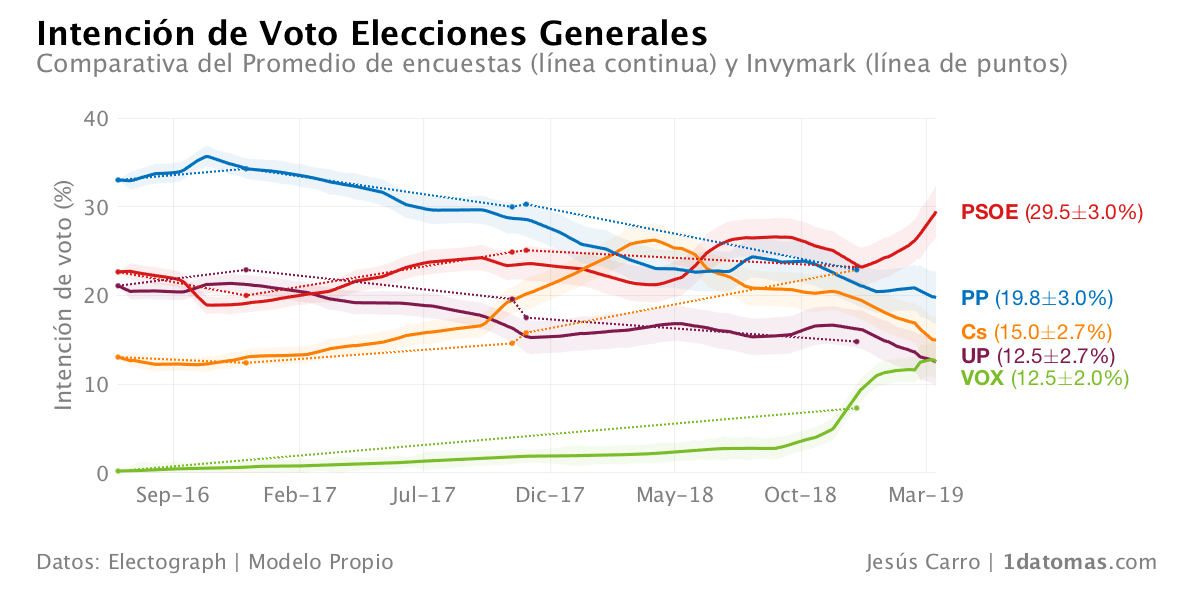 Intención de Voto Elecciones Generales
Comparativa del Promedio de encuestas (línea continua) y Invymark (línea de puntos)
Intención de voto (%)
40
30
20
10
0
Sep-16 Feb-17 Jul-17 Dic-17 May-18 Oct-18 Mar-19
PSOE (29.5±3.0%)
PP (19.8±3.0%)
Cs (15.0±2.7%)
UP (12.5±2.7%)
VOX (12.5±2.0%)
Datos: Electograph | Modelo Propio
Jesús Carro | 1datomas.com